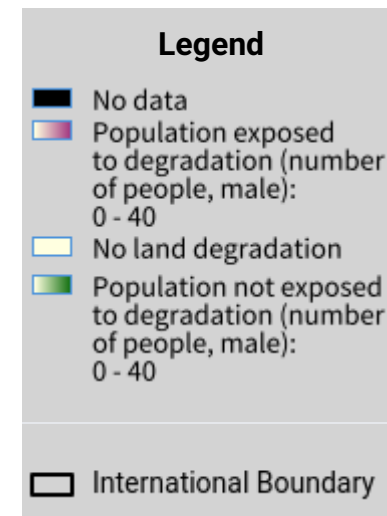 Legend
No data
Population exposed
to degradation (number
of people, male):
0 - 40
No land degradation
Population not exposed
to degradation (number
of people, male):
0 - 40
International Boundary